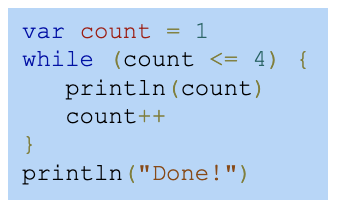 var count = 1
while (count <= 4) {
   println(count)
   count++
}
println("Done!")